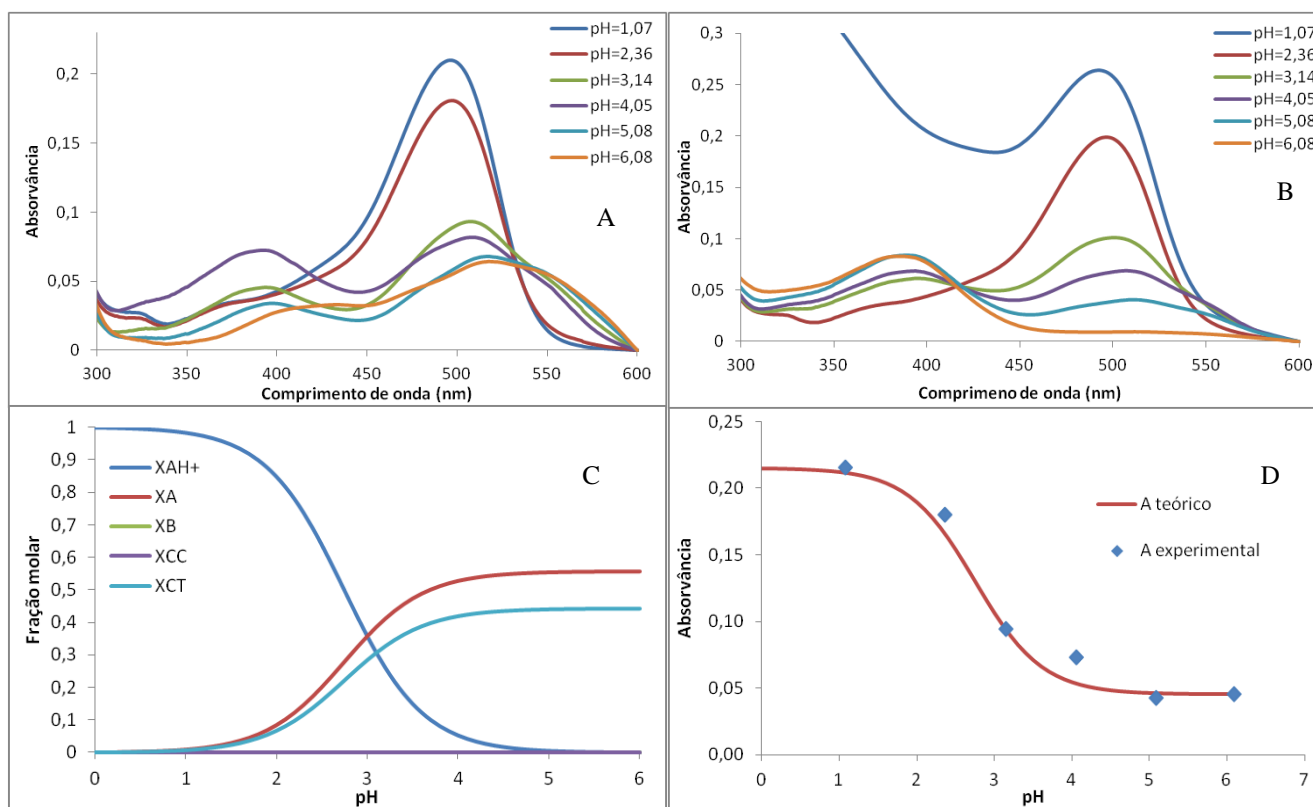 pH=1,07
pH=2,36
pH=3,14
pH=4,05
pH=5,08
pH=6,08
0,2
0,15
0,1
0,05
0
Absorvância
300
350
400
450
500
550
600
Comprimento de onda (nm)
A
pH=1,07
pH=2,36
pH=3,14
pH=4,05
pH=5,08
pH=6,08
0,3
0,25
0,2
0,15
0,1
0,05
0
Absorvância
300
350
400
450
500
550
600
Comprimeno de onda (nm)
B
1
0,9
0,8
0,7
0,6
0,5
0,4
0,3
0,2
0,1
0
Fração molar
XAH+
XA
XB
XCC
XCT
0
1
2
3
4
5
6
pH
C
0,25
0,20
0,15
0,10
0,05
0,00
Absorvância
A teórico
A experimental
0
1
2
3
4
5
6
7
pH
D